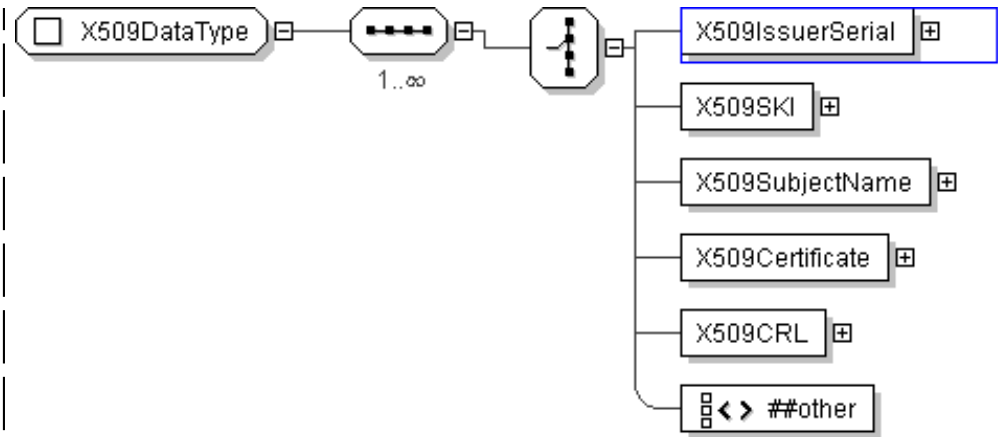 X509DataType
1..∞
X509IssuerSerial
X509SKI
X509SubjectName
X509Certificate
X509CRL
##other